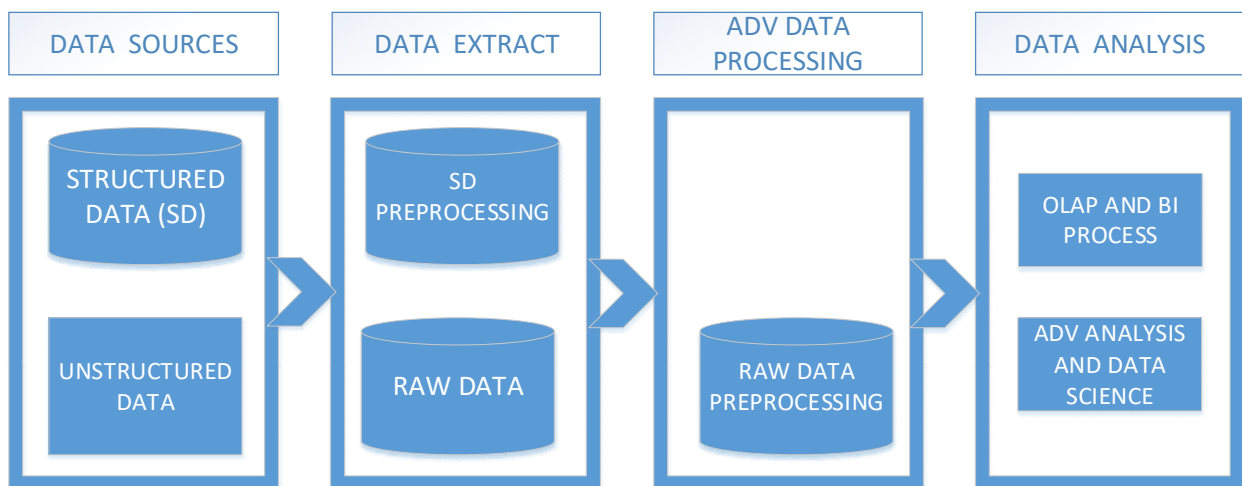 DATA SOURCES
DATA EXTRACT
ADV DATA
PROCESSING
DATA ANALYSIS
STRUCTURED
DATA (SD)
UNSTRUCTURED
DATA
SD
PREPROCESSING
RAW DATA
RAW DATA
PREPROCESSING
OLAP AND BI
PROCESS
ADV ANALYSIS
AND DATA
SCIENCE